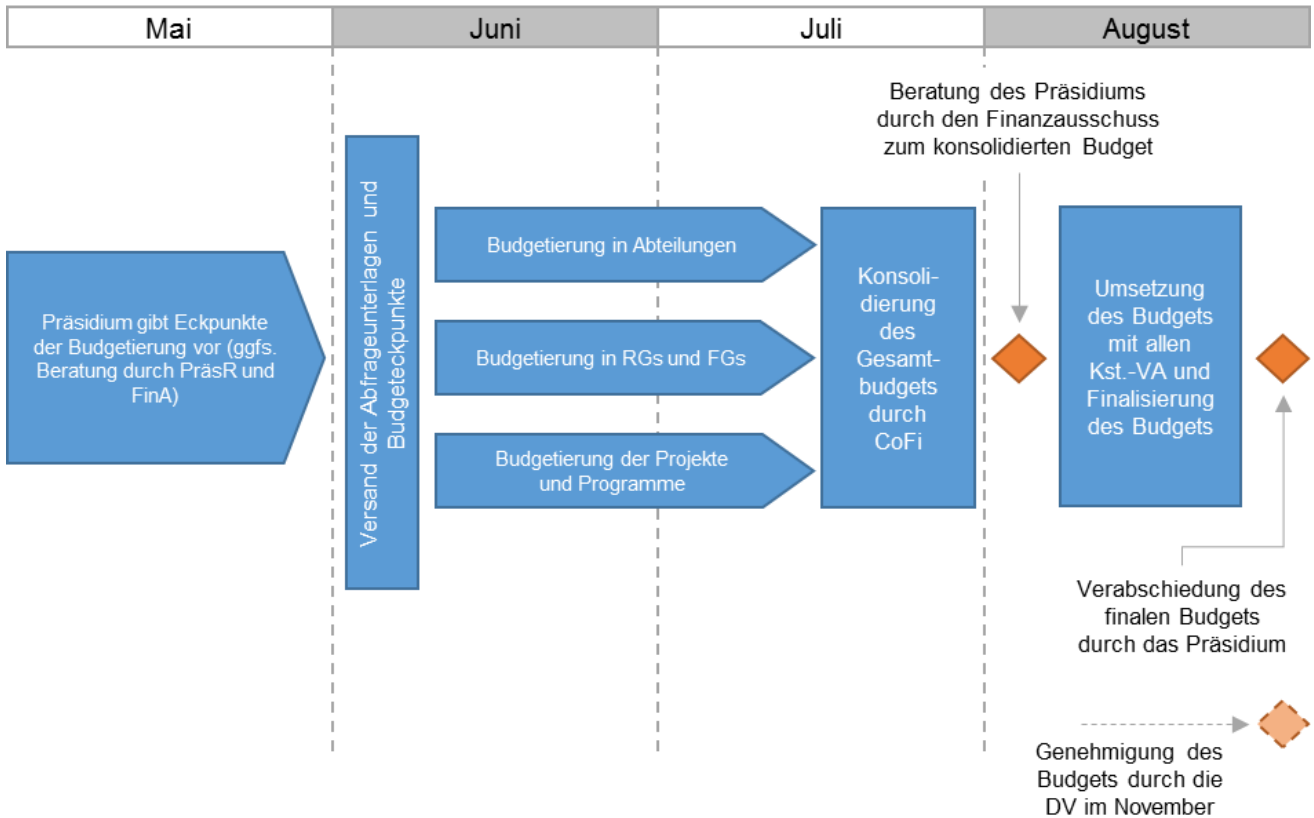 Mai
Juni
Juli
August
Beratung des Präsidiums
durch den Finanzausschuss
zum konsolidierten Budget
Präsidium gibt Eckpunkte
der Budgetierung vor (ggfs.
Beratung durch PräsR und
FinA)
Versand der Abfrageunterlagen und
Budgeteckpunkte
Budgetierung in Abteilungen
Budgetierung in RGs und FGs
Budgetierung der Projekte
und Programme
Konsoli-
dierung
des
Gesamt-
budgets
durch
CoFi
Umsetzung
des Budgets
mit allen
Kst.-VA und
Finalisierung
des Budgets
Verabschiedung des
finalen Budgets
durch das Präsidium
Genehmigung des
Budgets durch die
DV im November